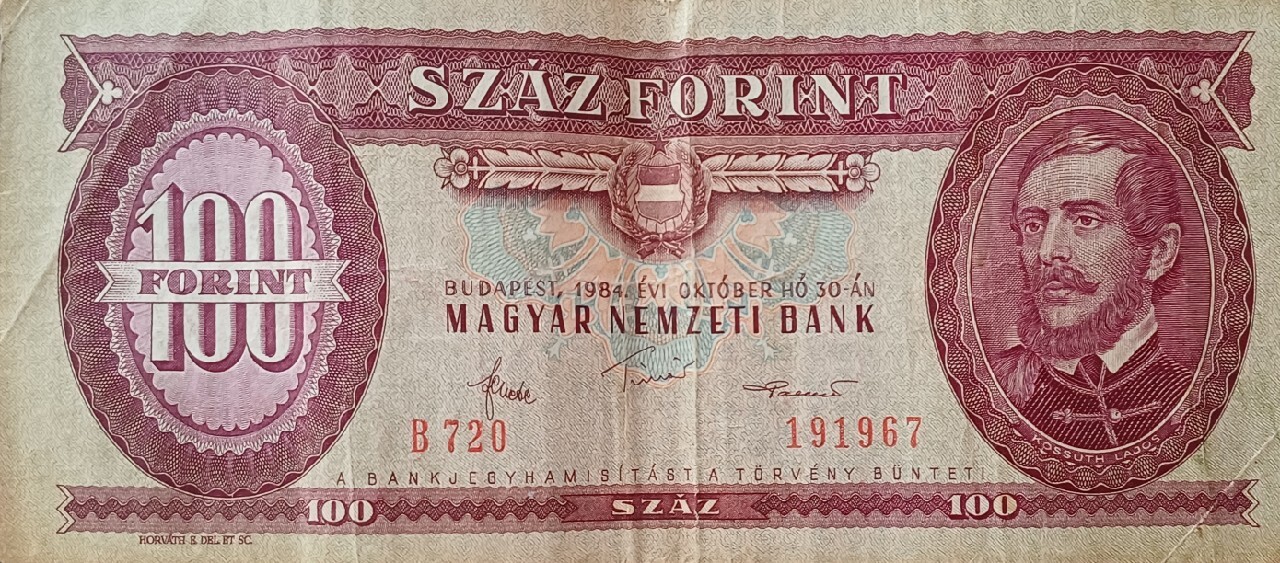 SZÁZ FORINT
100
FORINT
100
BUDAPEST, 1984. ÉVI OKTÓBER HÓ 30-ÁN
MAGYAR NEMZETI BANK
B 720
191967
KOSSUTH LAJOS
A BANKJEGYHAMISÍTÁST A TÖRVÉNY BÜNTETI
100
SZÁZ
100
HORVÁTH E. DEL. ET SC.